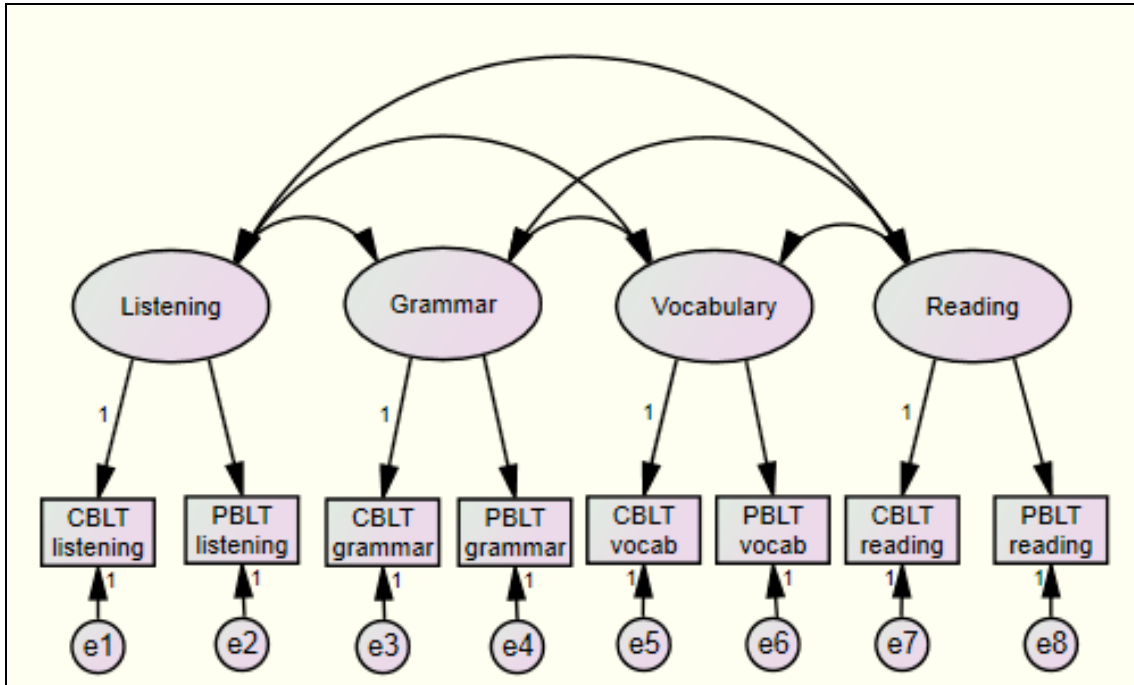 Listening
Grammar
Vocabulary
Reading
1
1
1
1
CBLT
listening
PBLT
listening
CBLT
grammar
PBLT
grammar
CBLT
vocab
PBLT
vocab
CBLT
reading
PBLT
reading
1
1
1
1
1
1
1
1
e1
e2
e3
e4
e5
e6
e7
e8